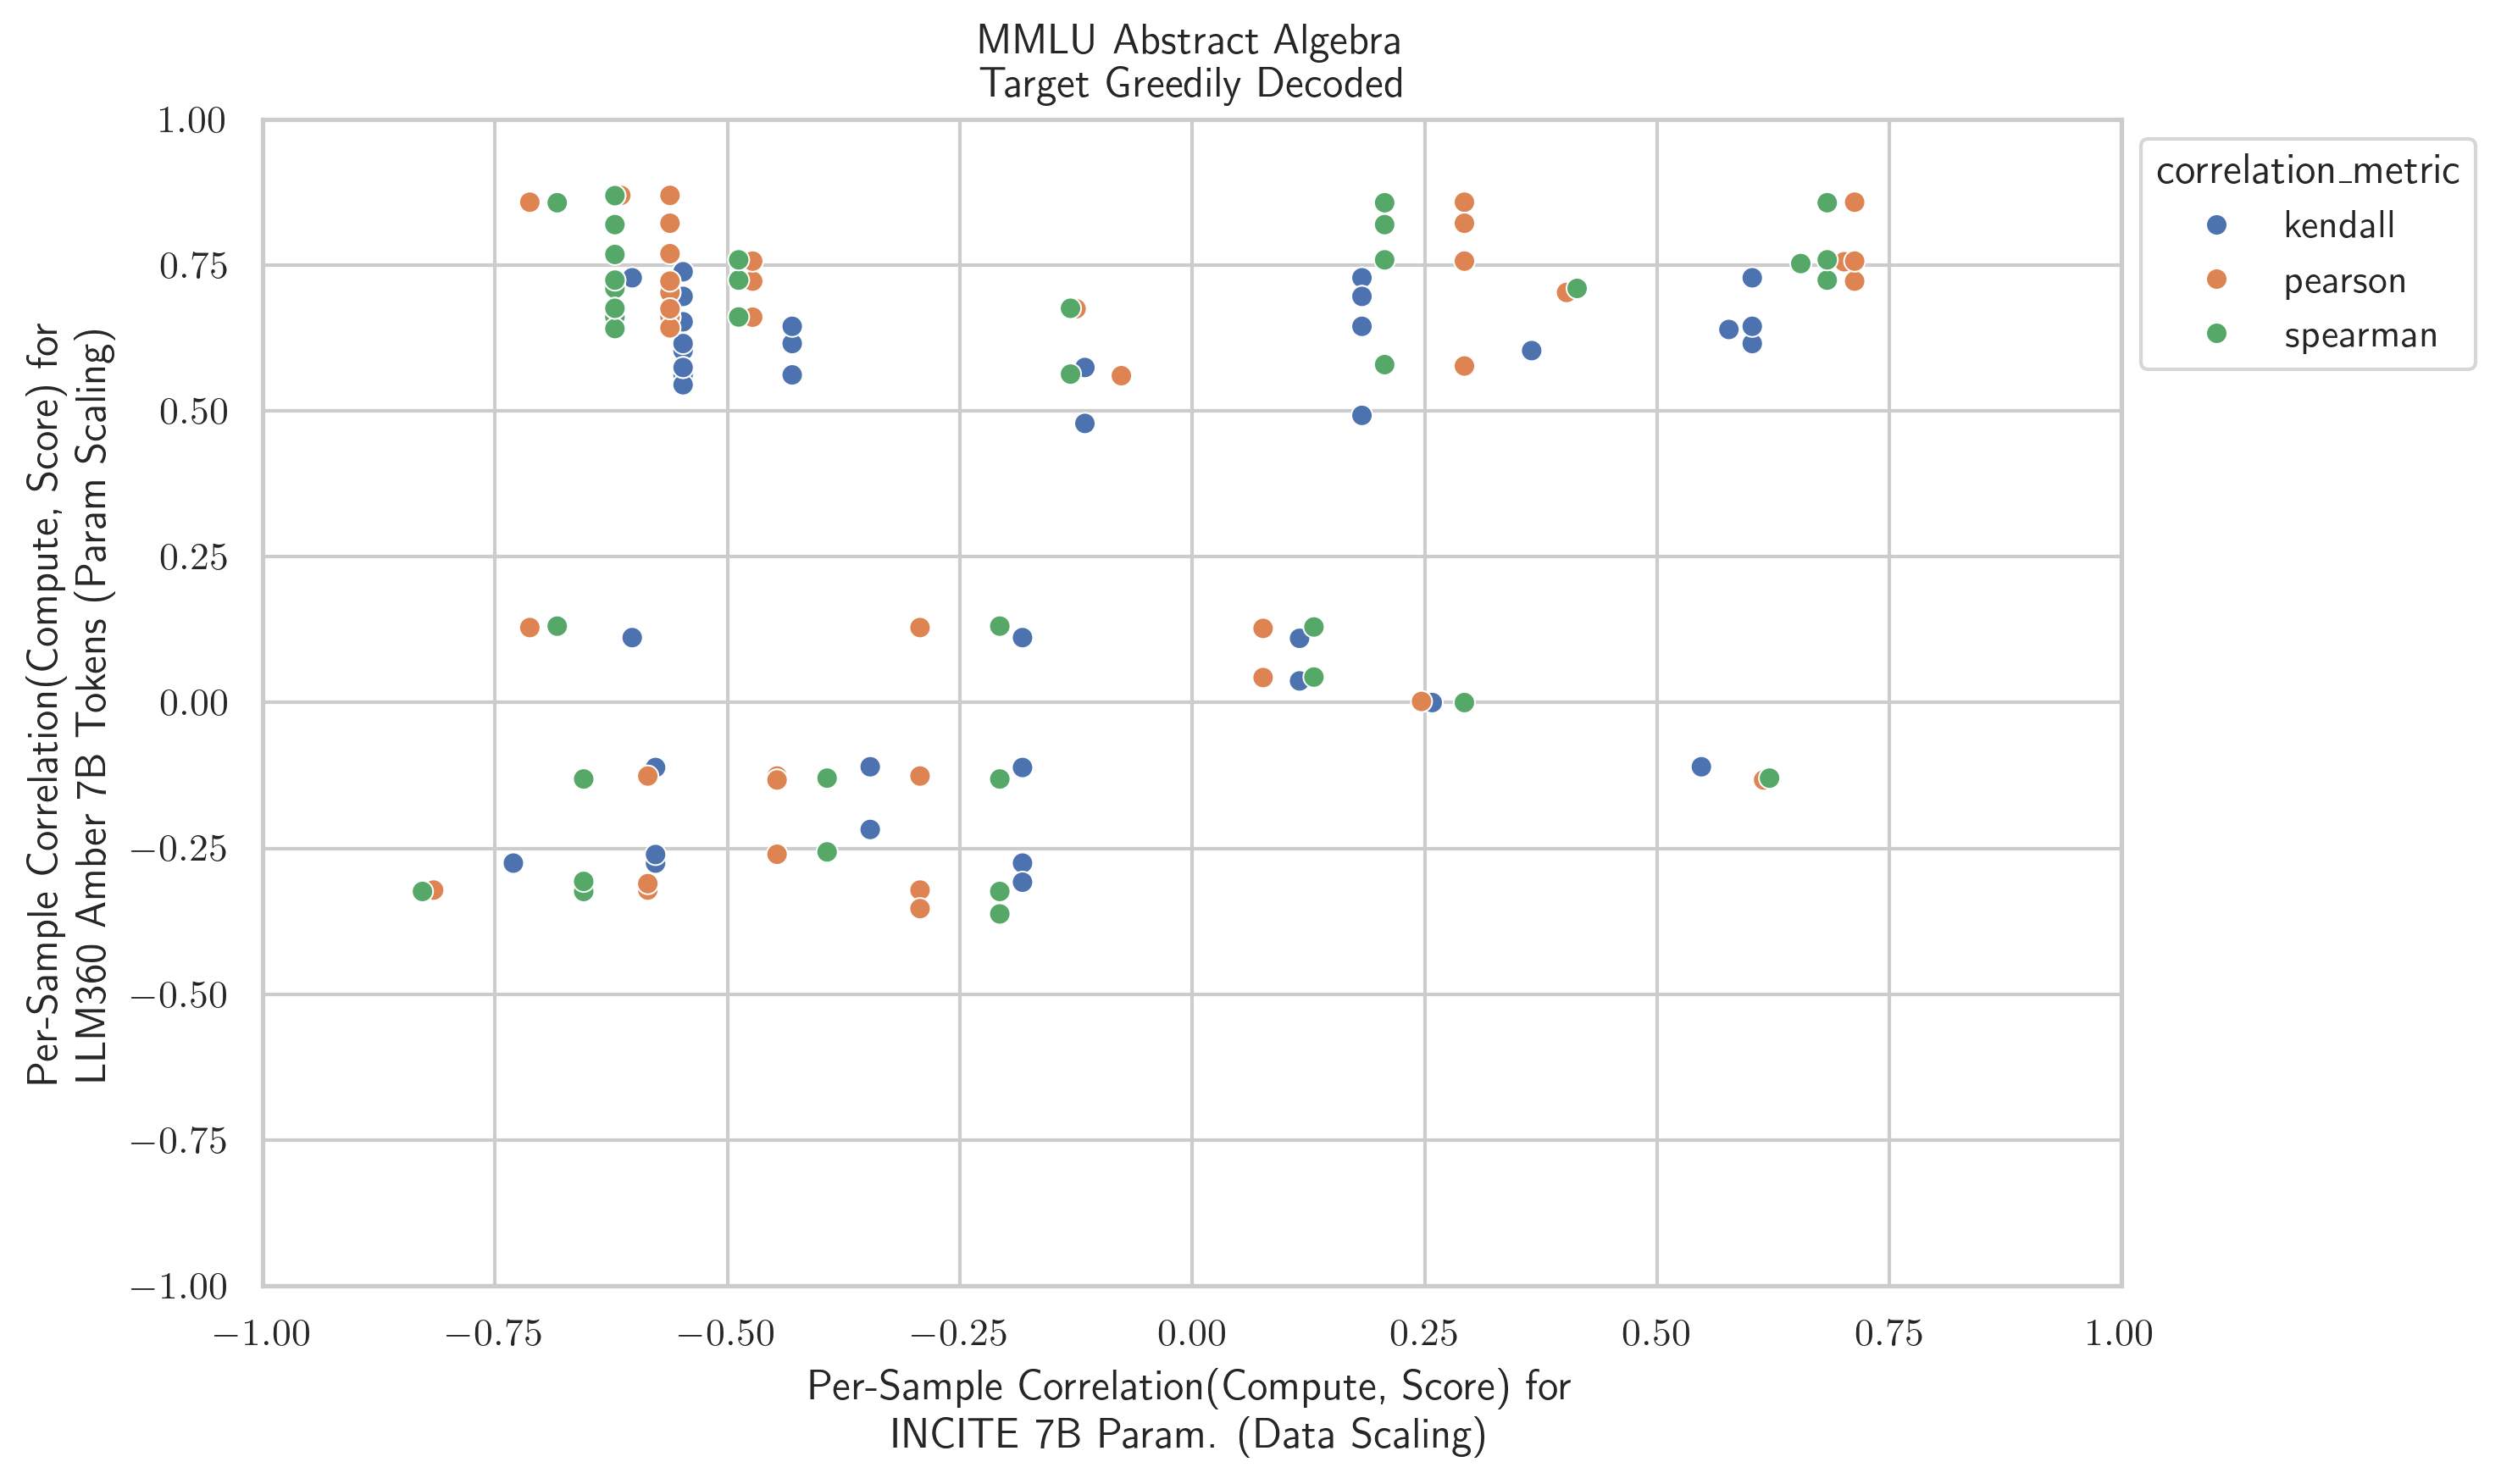 MMLU Abstract Algebra
Target Greedily Decoded
1.00
0.75
0.50
0.25
0.00
−0.25
−0.50
−0.75
−1.00
Per-Sample Correlation(Compute, Score) for
LLM360 Amber 7B Tokens (Param Scaling)
correlation_metric
kendall
pearson
spearman
−1.00
−0.75
−0.50
−0.25
0.00
0.25
0.50
0.75
1.00
Per-Sample Correlation(Compute, Score) for
INCITE 7B Param. (Data Scaling)